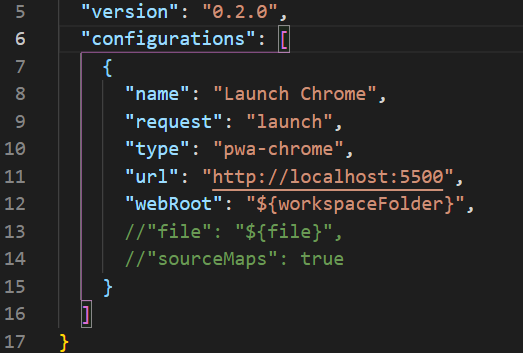 5 "version": "0.2.0",
6 "configurations": [
7 {
8 "name": "Launch Chrome",
9 "request": "launch",
10 "type": "pwa-chrome",
11 "url": "http://localhost:5500",
12 "webRoot": "${workspaceFolder}",
13 //"file": "${file}",
14 //"sourceMaps": true
15 }
16 ]
17 }